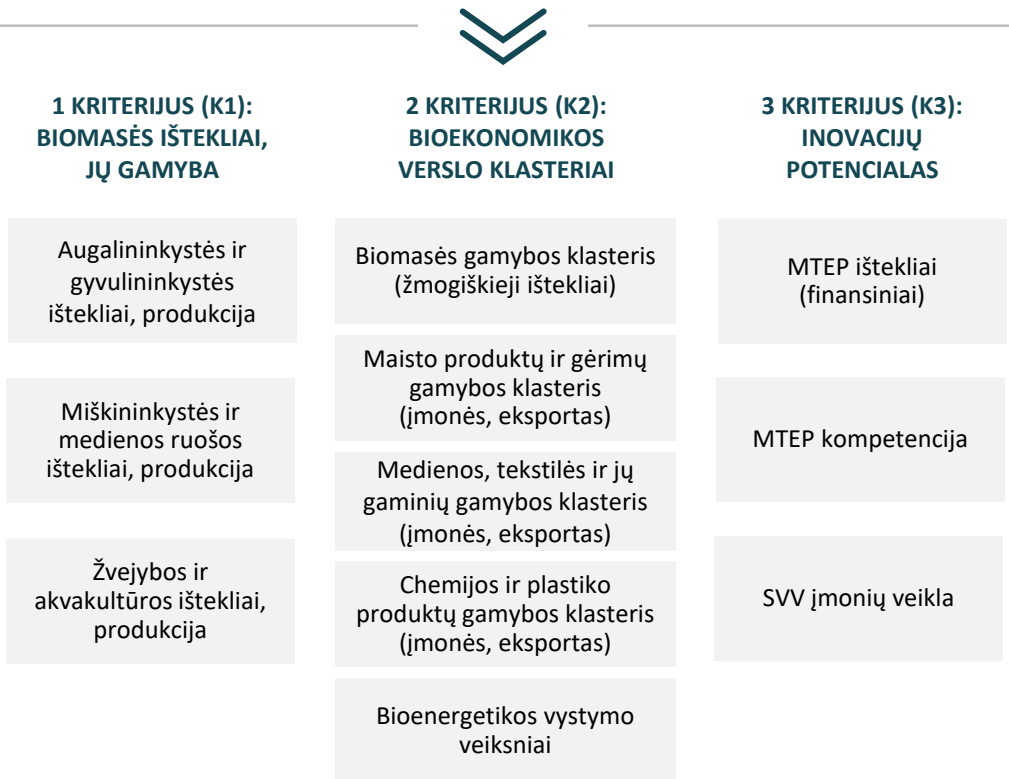 1 KRITERIJUS (K1):
BIOMASĖS IŠTEKLIAI,
JŲ GAMYBA
Augalininkystės ir
gyvulininkystės
ištekliai, produkcija
Miškininkystės ir
medienos ruošos
ištekliai, produkcija
Žvejybos ir
akvakultūros ištekliai,
produkcija
2 KRITERIJUS (K2):
BIOEKONOMIKOS
VERSLO KLASTERIAI
Biomasės gamybos klasteris
(žmogiškieji ištekliai)
Maisto produktų ir gėrimų
gamybos klasteris
(įmonės, eksportas)
Medienos, tekstilės ir jų
gaminių gamybos klasteris
(įmonės, eksportas)
Chemijos ir plastiko
produktų gamybos klasteris
(įmonės, eksportas)
Bioenergetikos vystymo
veiksniai
3 KRITERIJUS (K3):
INOVACIJŲ
POTENCIALAS
MTEP ištekliai
(finansiniai)
MTEP kompetencija
SVV įmonių veikla